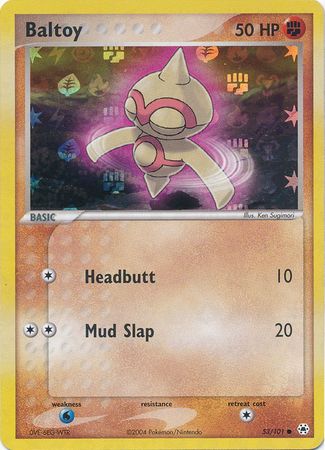 Baltoy 50 HP
BASIC Illus. Ken Sugimori
Headbutt 10
Mud Slap 20
weakness resistance retreat cost
©2004 Pokémon/Nintendo 53/101